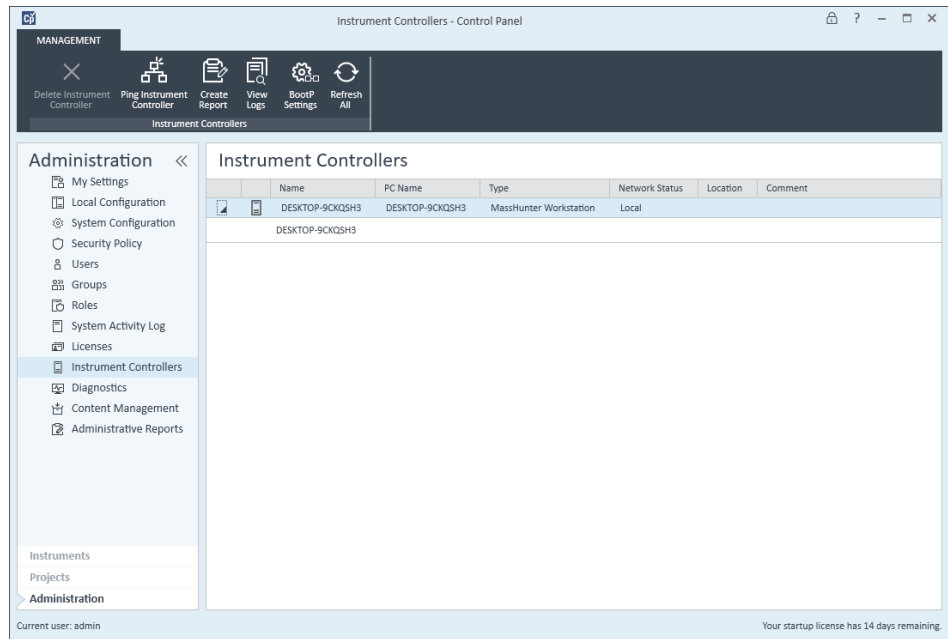 Cp
Instrument Controllers - Control Panel
?
MANAGEMENT
Delete Instrument Controller
Ping Instrument Controller
Create Report
View Logs
BootP Settings
Refresh All
Instrument Controllers
Administration
My Settings
Local Configuration
System Configuration
Security Policy
Users
Groups
Roles
System Activity Log
Licenses
Instrument Controllers
Diagnostics
Content Management
Administrative Reports
Instruments
Projects
Administration
Instrument Controllers
Name PC Name Type Network Status Location Comment
DESKTOP-9CKQSH3 DESKTOP-9CKQSH3 MassHunter Workstation Local
DESKTOP-9CKQSH3
Current user: admin
Your startup license has 14 days remaining.